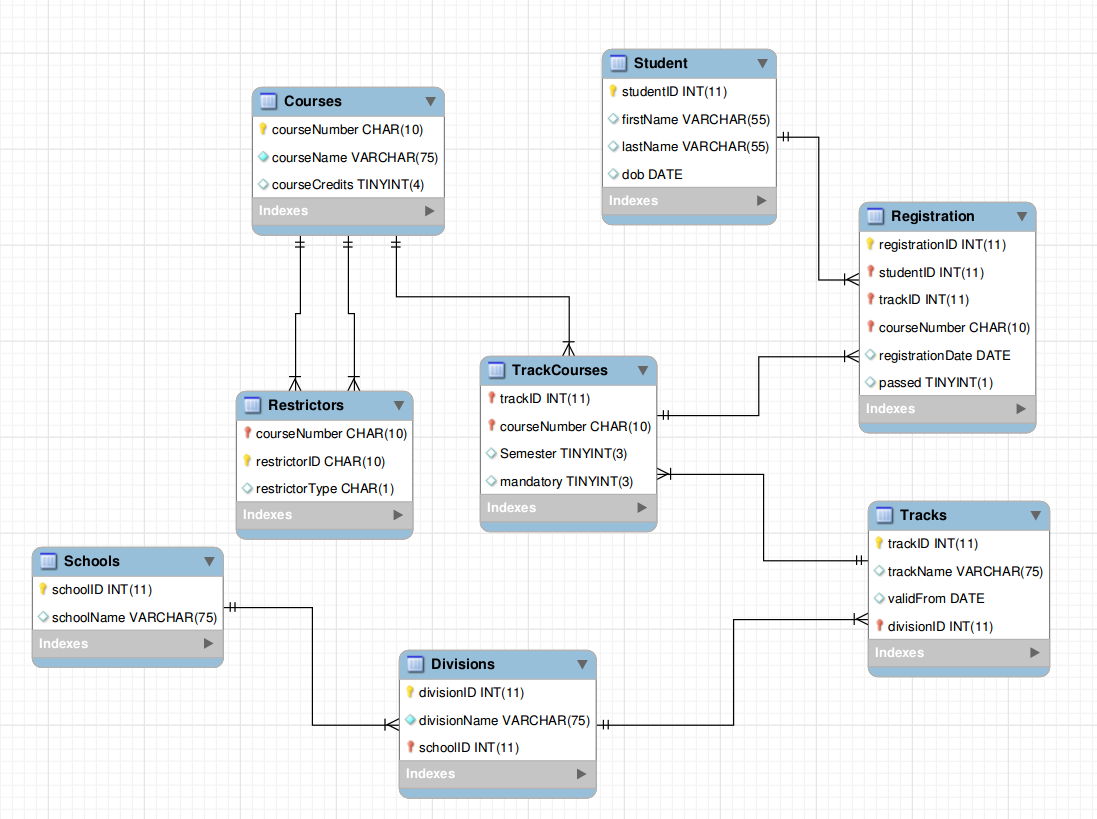 Student
studentID INT(11)
firstName VARCHAR(55)
lastName VARCHAR(55)
dob DATE
Indexes
Courses
courseNumber CHAR(10)
courseName VARCHAR(75)
courseCredits TINYINT(4)
Indexes
Registration
registrationID INT(11)
studentID INT(11)
trackID INT(11)
courseNumber CHAR(10)
registrationDate DATE
passed TINYINT(1)
Indexes
TrackCourses
trackID INT(11)
courseNumber CHAR(10)
Semester TINYINT(3)
mandatory TINYINT(3)
Indexes
Restrictors
courseNumber CHAR(10)
restrictorID CHAR(10)
restrictorType CHAR(1)
Indexes
Tracks
trackID INT(11)
trackName VARCHAR(75)
validFrom DATE
divisionID INT(11)
Indexes
Schools
schoolID INT(11)
schoolName VARCHAR(75)
Indexes
Divisions
divisionID INT(11)
divisionName VARCHAR(75)
schoolID INT(11)
Indexes